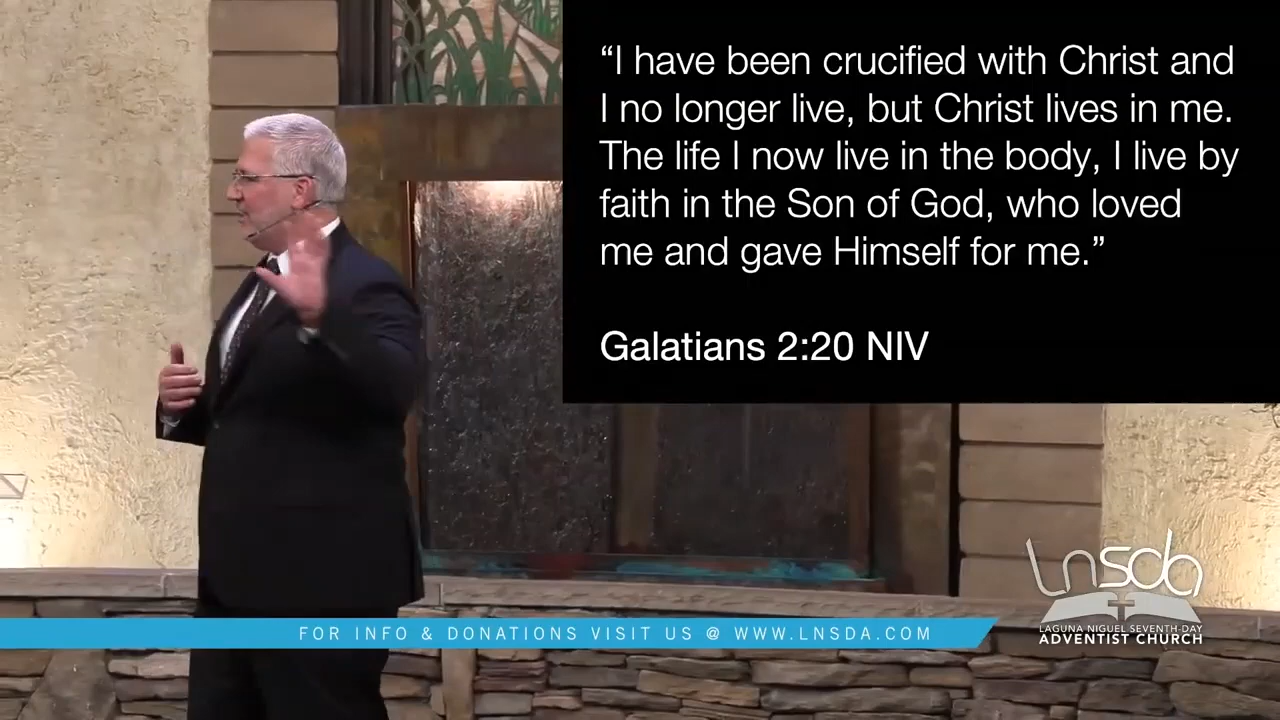 “I have been crucified with Christ and
I no longer live, but Christ lives in me.
The life I now live in the body, I live by
faith in the Son of God, who loved
me and gave Himself for me.”
Galatians 2:20 NIV
FOR INFO & DONATIONS VISIT US @ WWW.LNSDA.COM
Lnsda
LAGUNA NIGUEL SEVENTH-DAY
ADVENTIST CHURCH